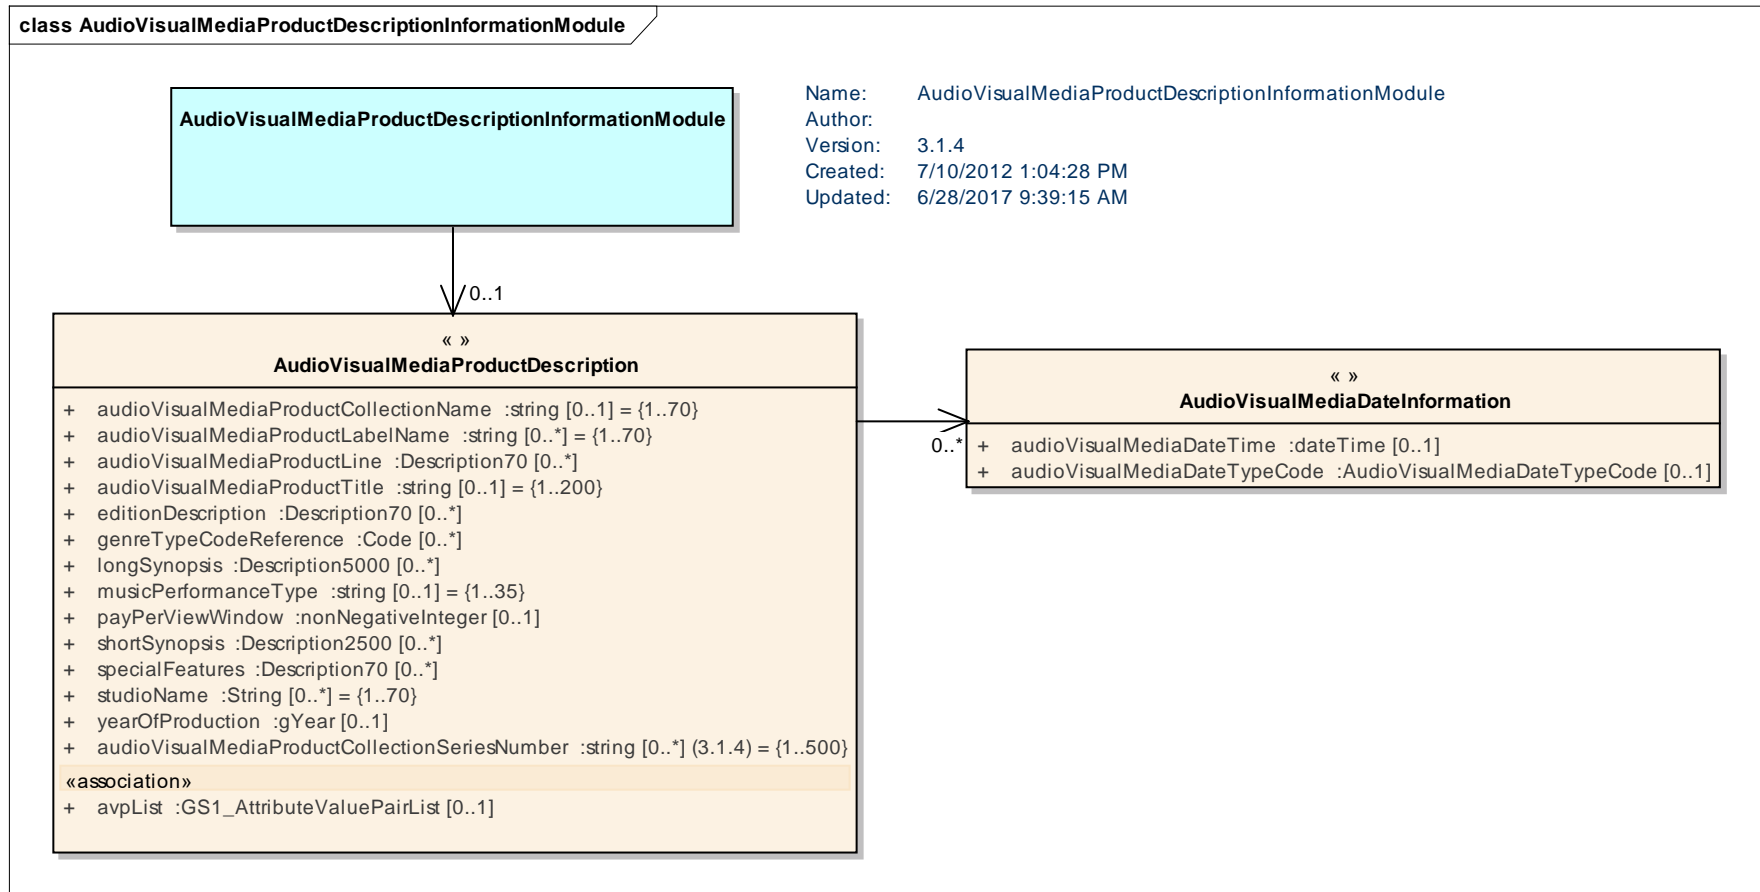 class AudioVisualMediaProductDescriptionInformationModule
AudioVisualMediaProductDescriptionInformationModule
Name: AudioVisualMediaProductDescriptionInformationModule
Author:
Version: 3.1.4
Created: 7/10/2012 1:04:28 PM
Updated: 6/28/2017 9:39:15 AM
0..1
« »
AudioVisualMediaProductDescription
+ audioVisualMediaProductCollectionName :string [0..1] = {1..70}
+ audioVisualMediaProductLabelName :string [0..*] = {1..70}
+ audioVisualMediaProductLine :Description70 [0..*]
+ audioVisualMediaProductTitle :string [0..1] = {1..200}
+ editionDescription :Description70 [0..*]
+ genreTypeCodeReference :Code [0..*]
+ longSynopsis :Description5000 [0..*]
+ musicPerformanceType :string [0..1] = {1..35}
+ payPerViewWindow :nonNegativeInteger [0..1]
+ shortSynopsis :Description2500 [0..*]
+ specialFeatures :Description70 [0..*]
+ studioName :String [0..*] = {1..70}
+ yearOfProduction :gYear [0..1]
+ audioVisualMediaProductCollectionSeriesNumber :string [0..*] (3.1.4) = {1..500}
«association»
+ avpList :GS1_AttributeValuePairList [0..1]
0..*
« »
AudioVisualMediaDateInformation
+ audioVisualMediaDateTime :dateTime [0..1]
+ audioVisualMediaDateTypeCode :AudioVisualMediaDateTypeCode [0..1]